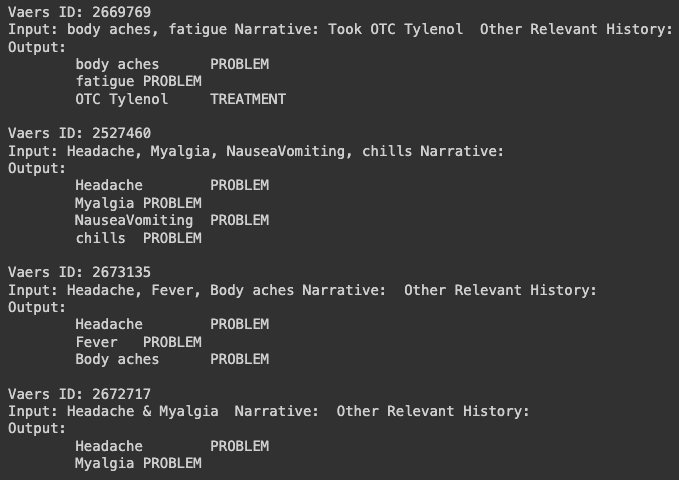 Vaers ID: 2669769
Input: body aches, fatigue Narrative: Took OTC Tylenol  Other Relevant History:
Output:
body aches	PROBLEM
fatigue	PROBLEM
OTC Tylenol	TREATMENT
Vaers ID: 2527460
Input: Headache, Myalgia, NauseaVomiting, chills Narrative:
Output:
Headache	PROBLEM
Myalgia	PROBLEM
NauseaVomiting	PROBLEM
chills	PROBLEM
Vaers ID: 2673135
Input: Headache, Fever, Body aches Narrative:  Other Relevant History:
Output:
Headache	PROBLEM
Fever	PROBLEM
Body aches	PROBLEM
Vaers ID: 2672717
Input: Headache & Myalgia  Narrative:  Other Relevant History:
Output:
Headache	PROBLEM
Myalgia	PROBLEM